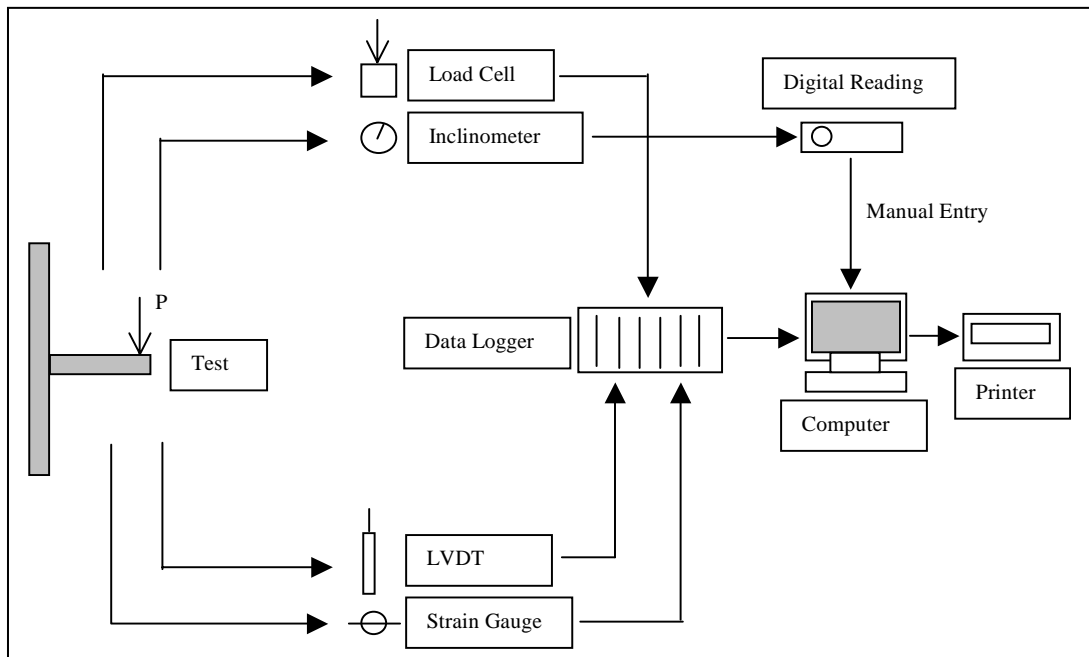 Load Cell
Digital Reading
Inclinometer
Manual Entry
P
Test
Data Logger
Printer
Computer
LVDT
Strain Gauge